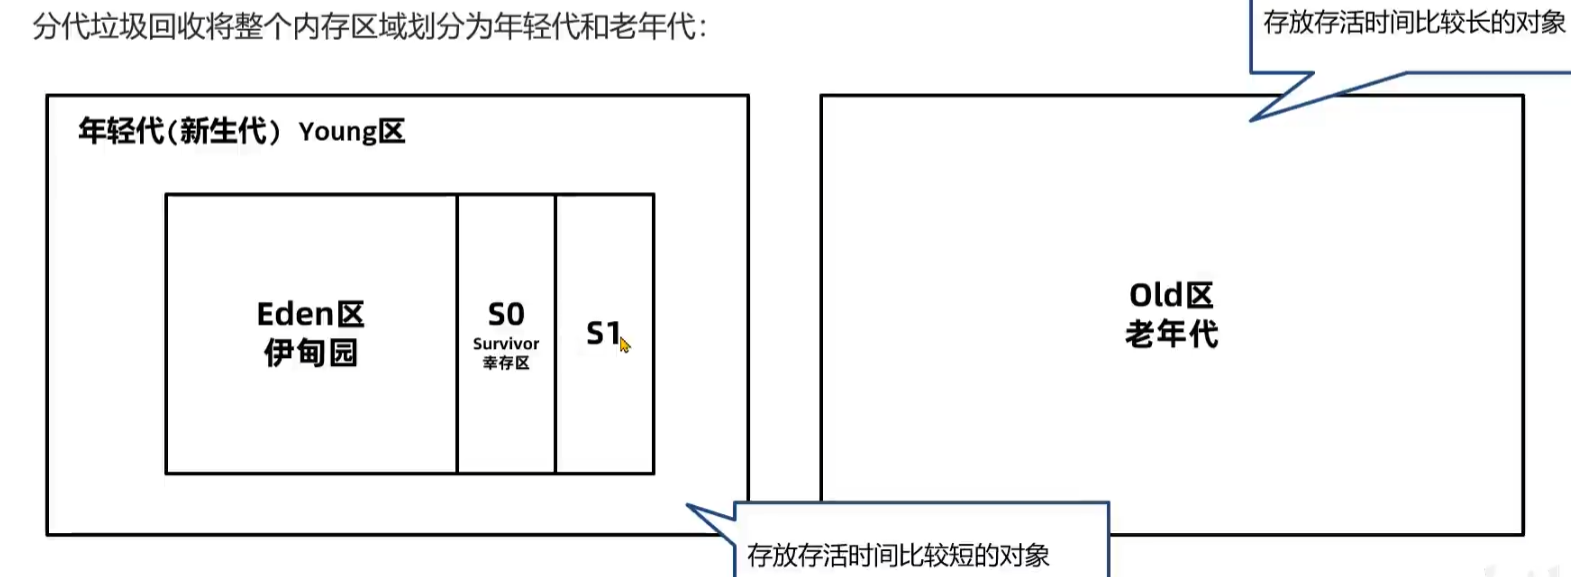 分代垃圾回收将整个内存区域划分为年轻代和老年代：
存放存活时间比较长的对象
年轻代(新生代）Young区
Eden区
伊甸园
S0
Survivor
幸存区
S1
Old区
老年代
存放存活时间比较短的对象